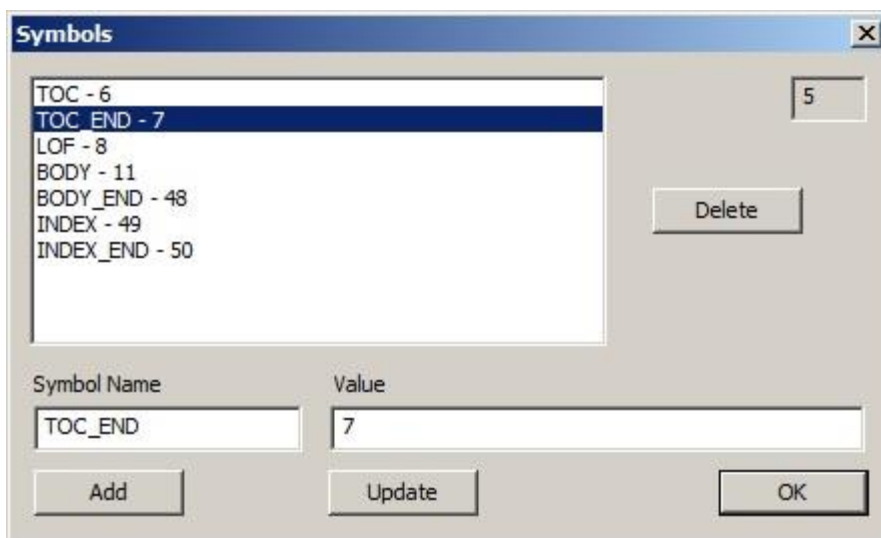 Symbols
TOC - 6
TOC_END - 7
LOF - 8
BODY - 11
BODY_END - 48
INDEX - 49
INDEX_END - 50
5
Delete
Symbol Name
Value
TOC_END
7
Add
Update
OK